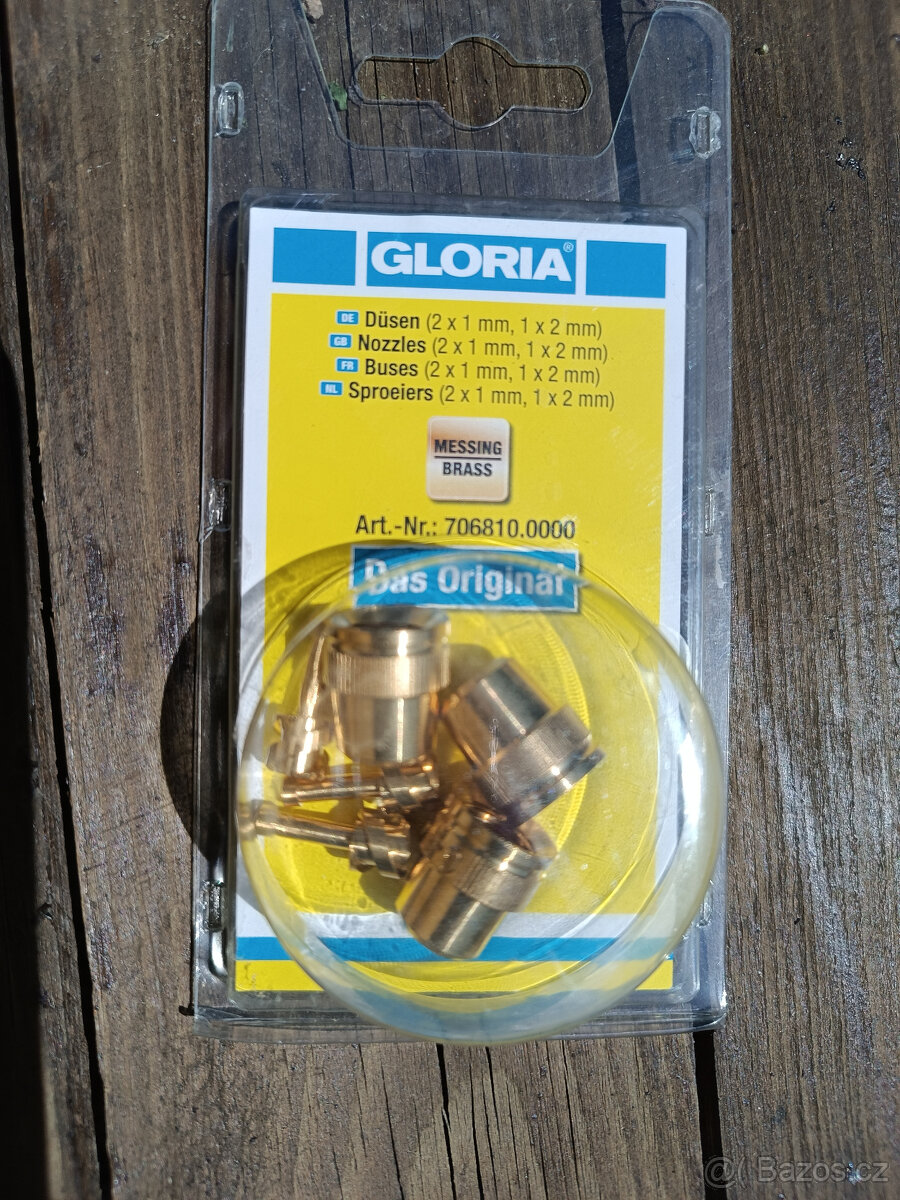 GLORIA®
DE Düsen (2 x 1 mm, 1 x 2 mm)
GB Nozzles (2 x 1 mm, 1 x 2 mm)
FR Buses (2 x 1 mm, 1 x 2 mm)
NL Sproeiers (2 x 1 mm, 1 x 2 mm)
MESSING
BRASS
Art.-Nr.: 706810.0000
Das Original
@ Bazos.cz